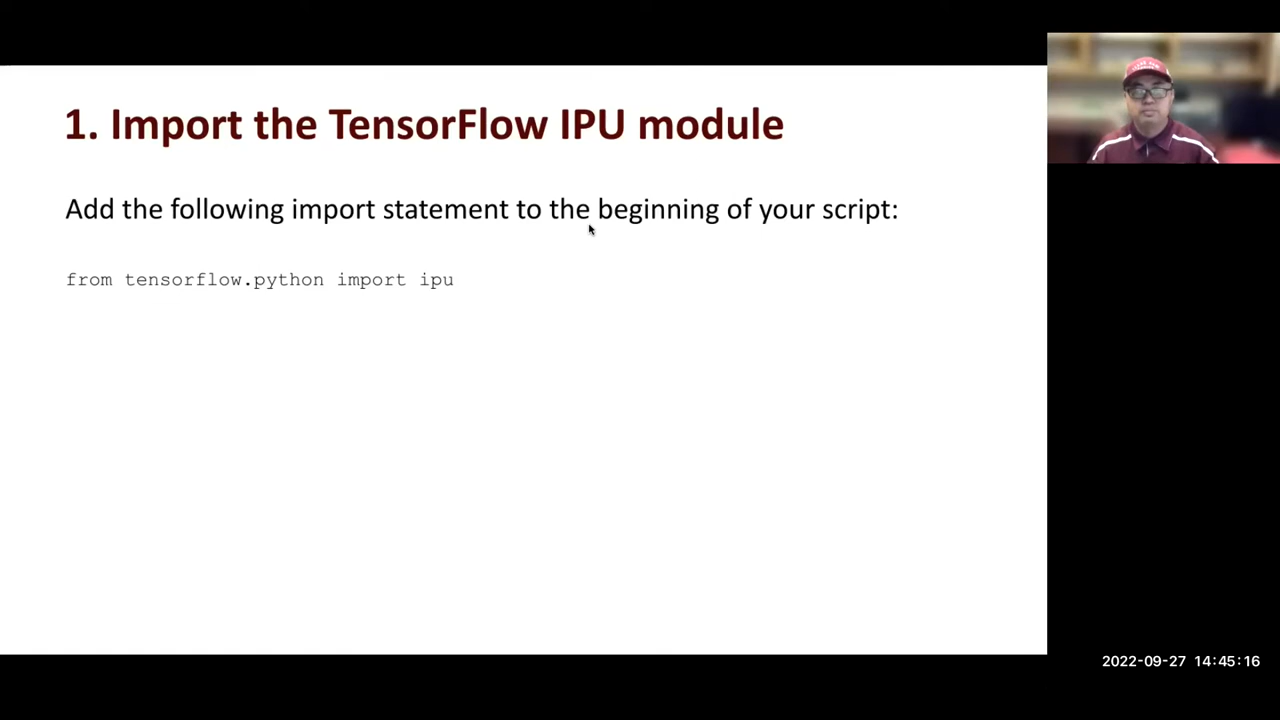 1. Import the TensorFlow IPU module
Add the following import statement to the beginning of your script:
from tensorflow.python import ipu
2022-09-27 14:45:16